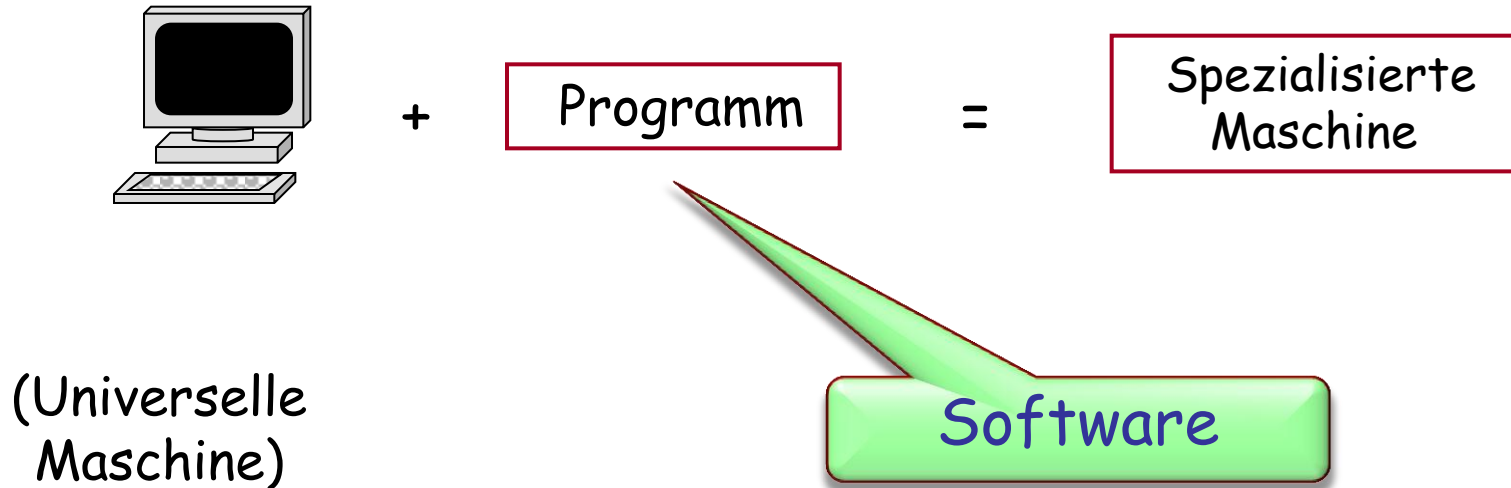 +
Programm
=
Spezialisierte
Maschine
(Universelle
Maschine)
Software